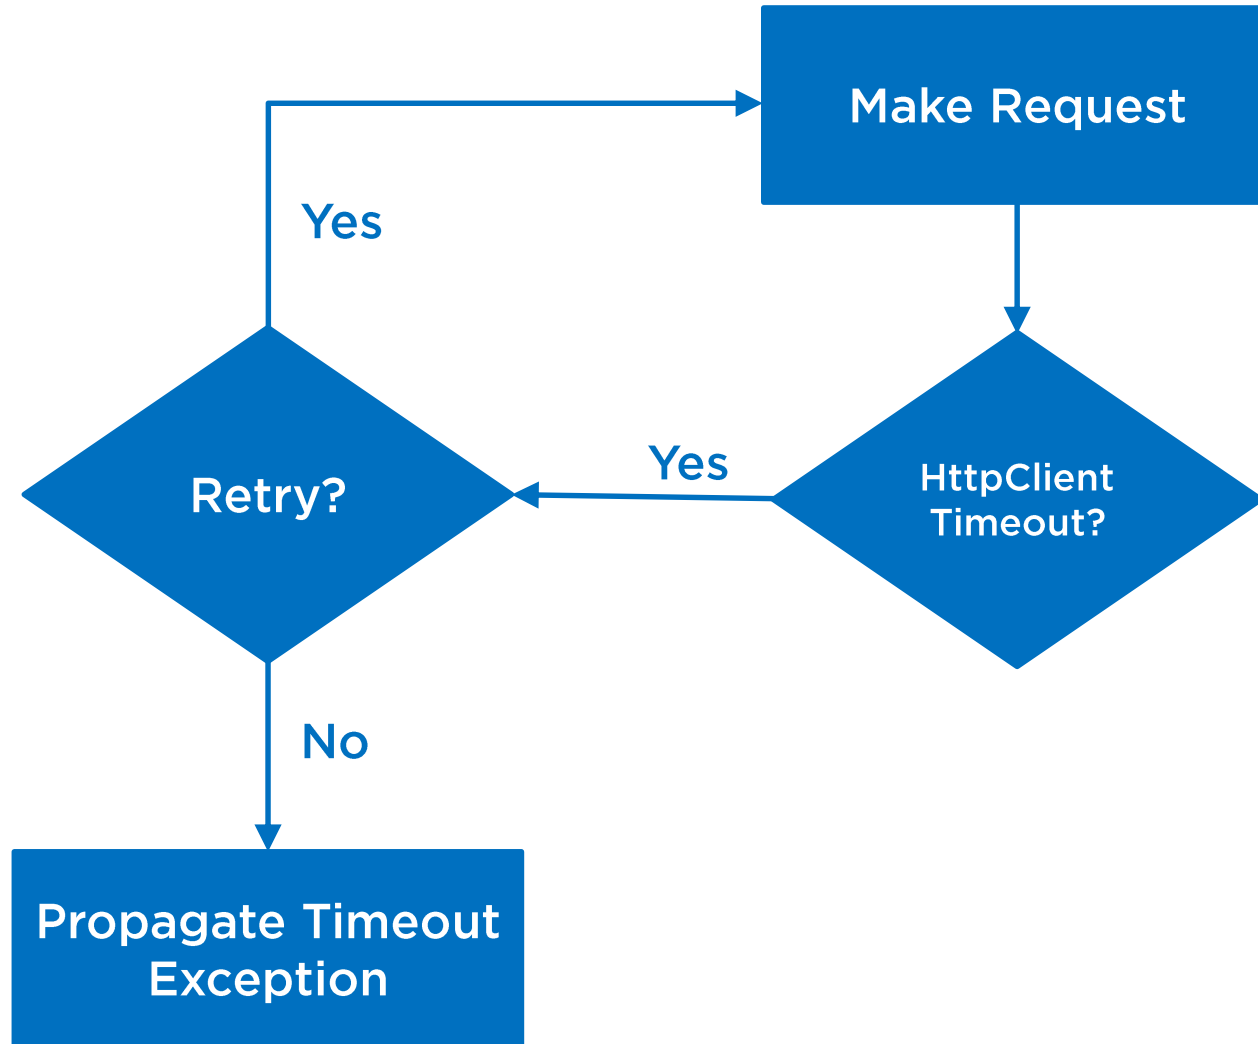 Make Request
Yes
Yes
HttpClient
Timeout?
Retry?
No
Propagate Timeout
Exception